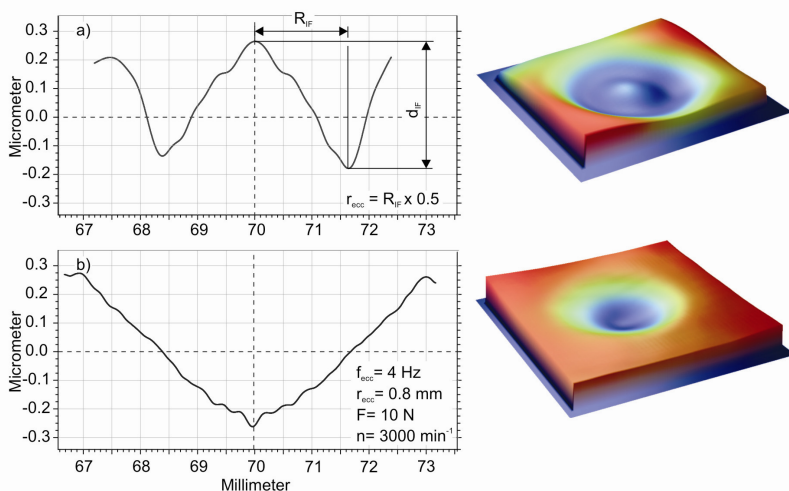 a)
R_IF
d_IF
r_ecc = R_IF x 0.5
Micrometer
0.3
0.2
0.1
0.0
-0.1
-0.2
-0.3
67 68 69 70 71 72 73
b)
Micrometer
0.3
0.2
0.1
0.0
-0.1
-0.2
-0.3
f_ecc= 4 Hz
r_ecc= 0.8 mm
F= 10 N
n= 3000 min⁻¹
67 68 69 70 71 72 73
Millimeter